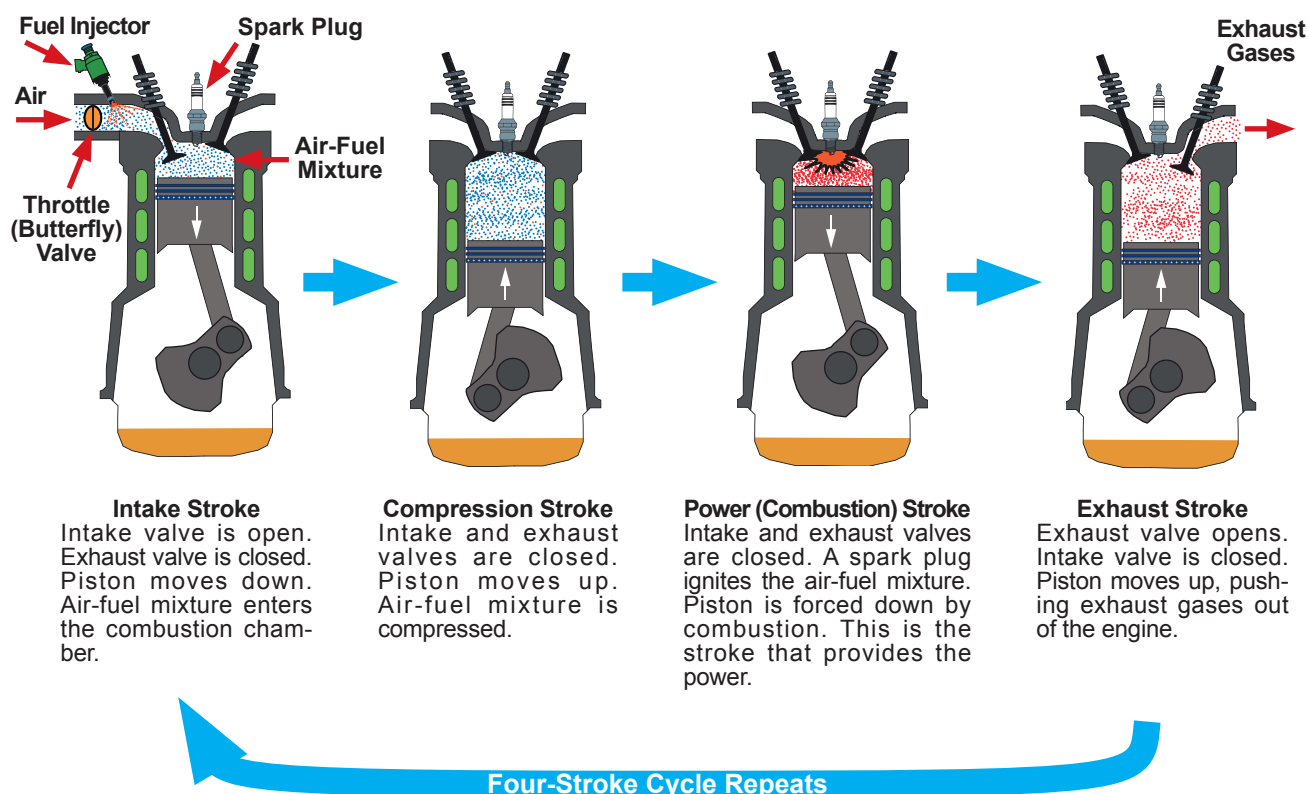 Fuel Injector
Spark Plug
Exhaust
Gases
Air
Air-Fuel
Mixture
Throttle
(Butterfly)
Valve
Intake Stroke
Intake valve is open.
Exhaust valve is closed.
Piston moves down.
Air-fuel mixture enters
the combustion cham-
ber.
Compression Stroke
Intake and exhaust
valves are closed.
Piston moves up.
Air-fuel mixture is
compressed.
Power (Combustion) Stroke
Intake and exhaust valves
are closed. A spark plug
ignites the air-fuel mixture.
Piston is forced down by
combustion. This is the
stroke that provides the
power.
Exhaust Stroke
Exhaust valve opens.
Intake valve is closed.
Piston moves up, push-
ing exhaust gases out
of the engine.
Four-Stroke Cycle Repeats